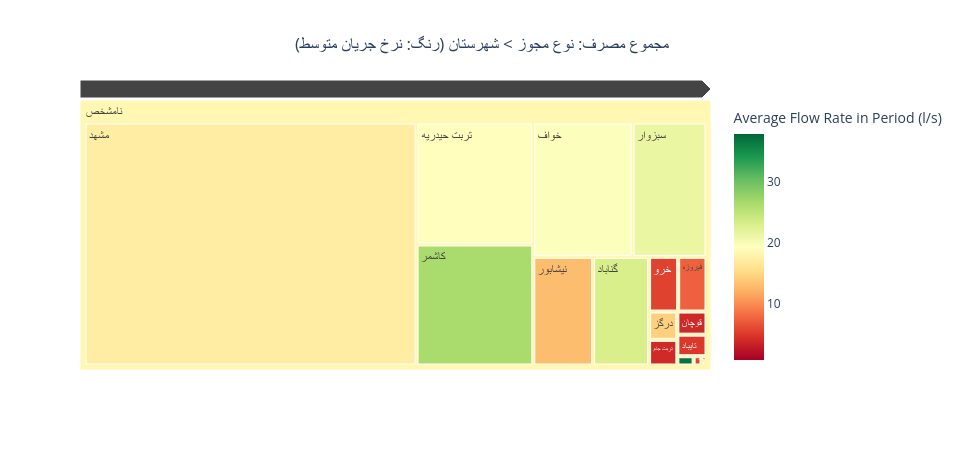 مجموع مصرف: نوع مجوز > شهرستان (رنگ: نرخ جریان متوسط)
نامشخص
مشهد
تربت حیدریه
خواف
سبزوار
کاشمر
نیشابور
گناباد
خرو
فیروزه
درگز
قوچان
تربت جام
تایباد
Average Flow Rate in Period (l/s)
30
20
10